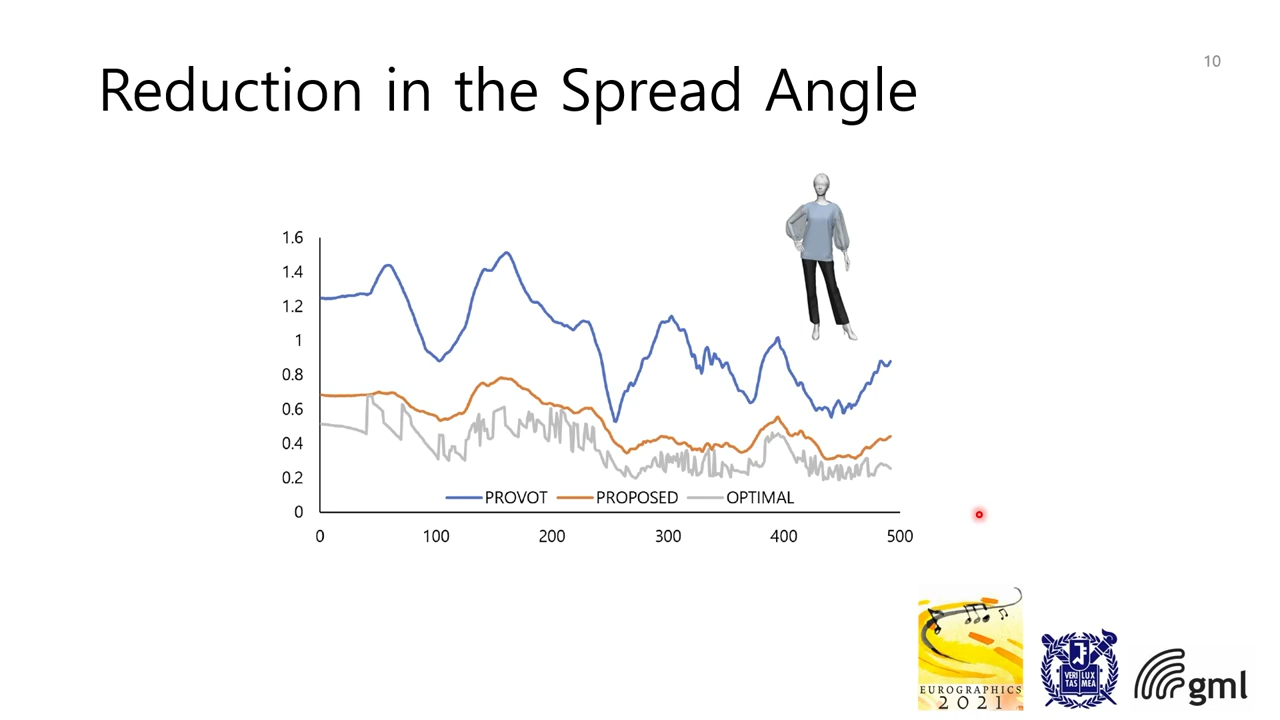 10
Reduction in the Spread Angle
1.6
1.4
1.2
1
0.8
0.6
0.4
0.2
0
PROVOT PROPOSED OPTIMAL
0 100 200 300 400 500
EUROGRAPHICS
2021
VERI LUX
TAS MEA
gml